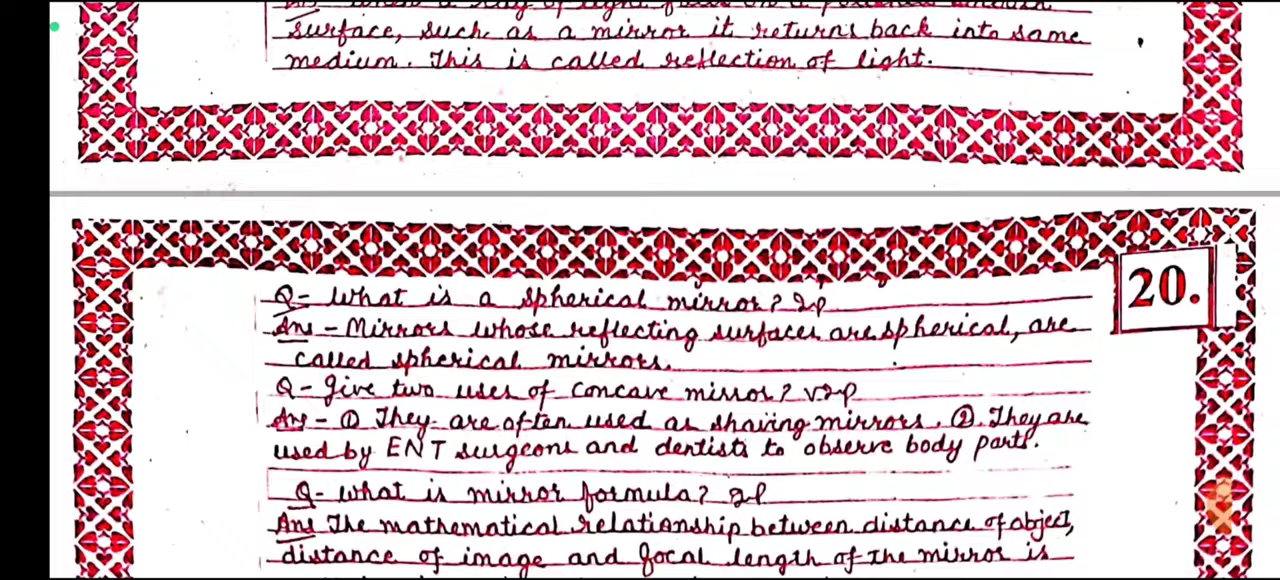 surface, such as a mirror it returns back into same
medium. This is called reflection of light.
20.
Q- What is a spherical mirror?
Ans - Mirrors whose reflecting surfaces are spherical, are
called spherical mirrors.
Q- Give two uses of concave mirror?
Ans - ① They are often used as shaving mirrors. ②. They are
used by ENT surgeons and dentists to observe body parts.
Q- What is mirror formula?
Ans The mathematical relationship between distance of object,
distance of image and focal length of the mirror is